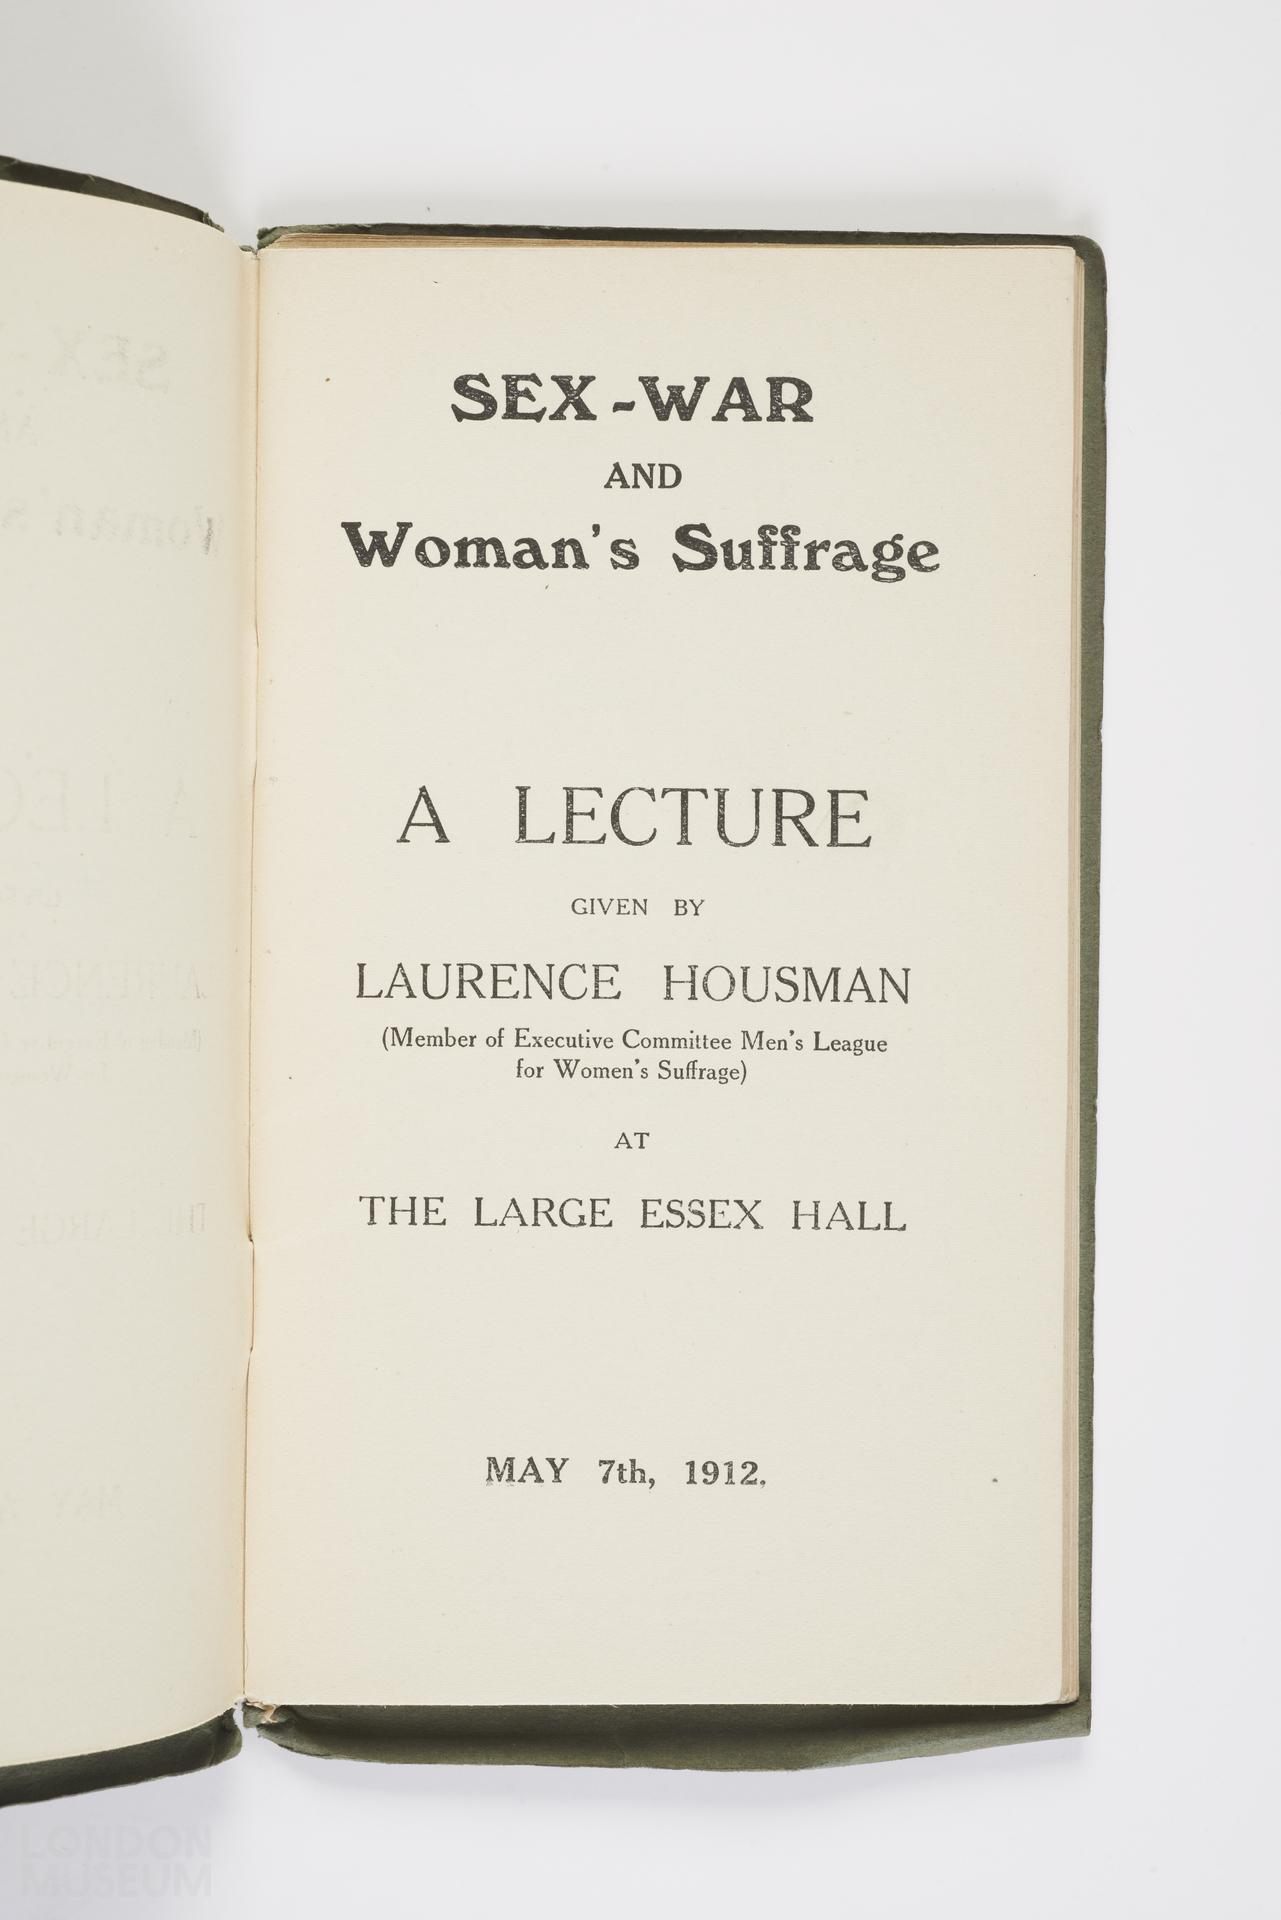 SEX-WAR
AND
Woman's Suffrage
A LECTURE
GIVEN BY
LAURENCE HOUSMAN
(Member of Executive Committee Men's League
for Women's Suffrage)
AT
THE LARGE ESSEX HALL
MAY 7th, 1912.
LONDON
MUSEUM